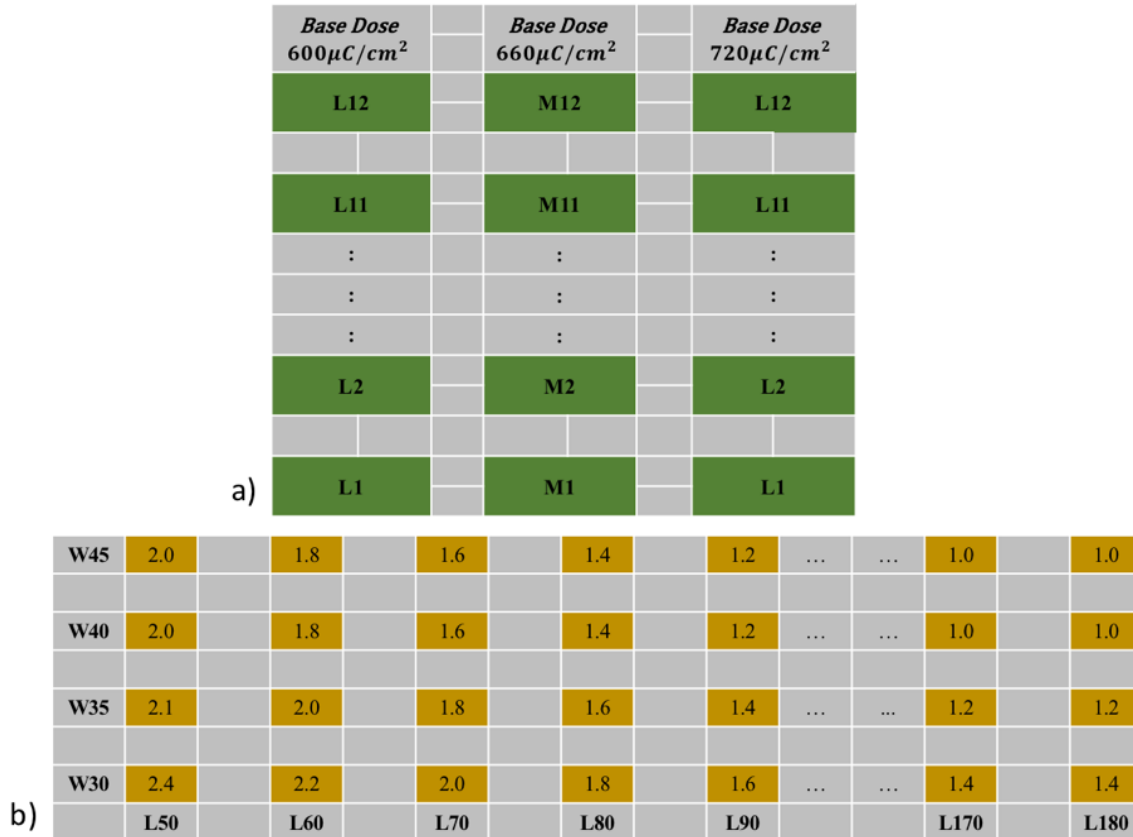 Base Dose Base Dose Base Dose
600μC/cm² 660μC/cm² 720μC/cm²
L12 M12 L12
L11 M11 L11
: : :
: : :
: : :
L2 M2 L2
L1 M1 L1
a)
W45 2.0 1.8 1.6 1.4 1.2 ... ... 1.0 1.0
W40 2.0 1.8 1.6 1.4 1.2 ... ... 1.0 1.0
W35 2.1 2.0 1.8 1.6 1.4 ... ... 1.2 1.2
W30 2.4 2.2 2.0 1.8 1.6 ... ... 1.4 1.4
b)
L50 L60 L70 L80 L90 L170 L180